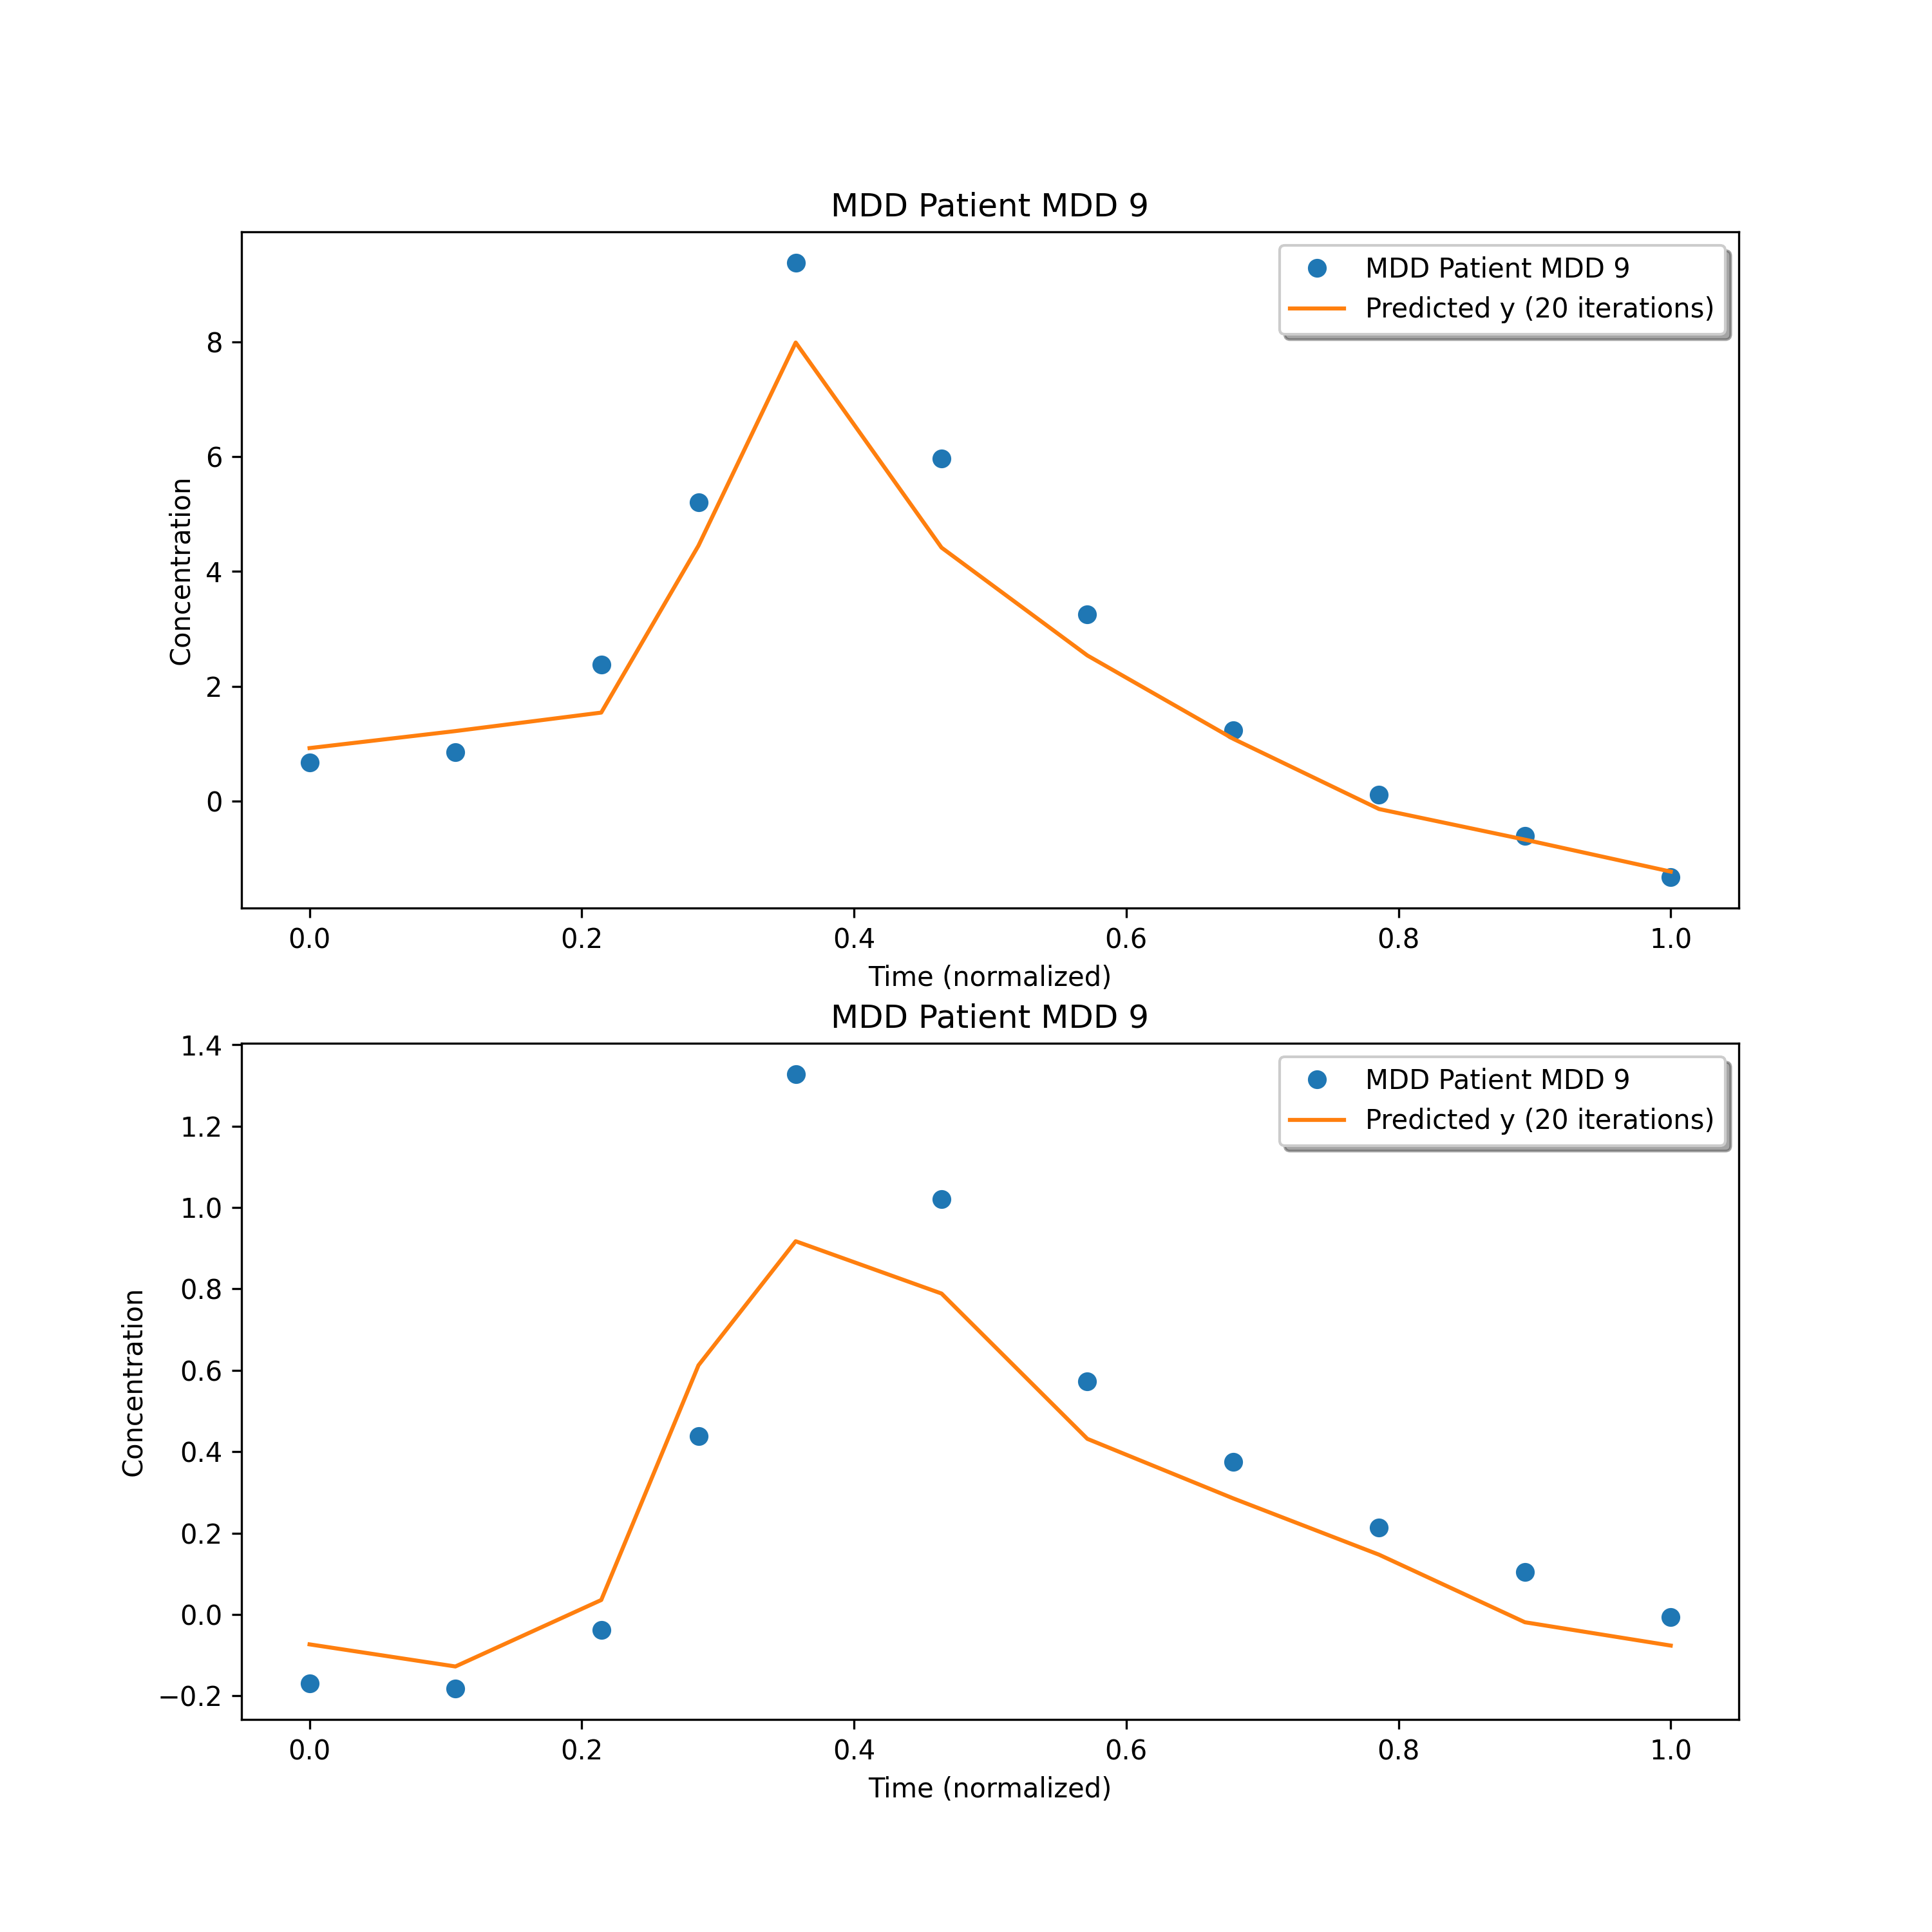 MDD Patient MDD 9
MDD Patient MDD 9
Predicted y (20 iterations)
Concentration
8
6
4
2
0
0.0 0.2 0.4 0.6 0.8 1.0
Time (normalized)
MDD Patient MDD 9
MDD Patient MDD 9
Predicted y (20 iterations)
Concentration
1.4
1.2
1.0
0.8
0.6
0.4
0.2
0.0
−0.2
0.0 0.2 0.4 0.6 0.8 1.0
Time (normalized)